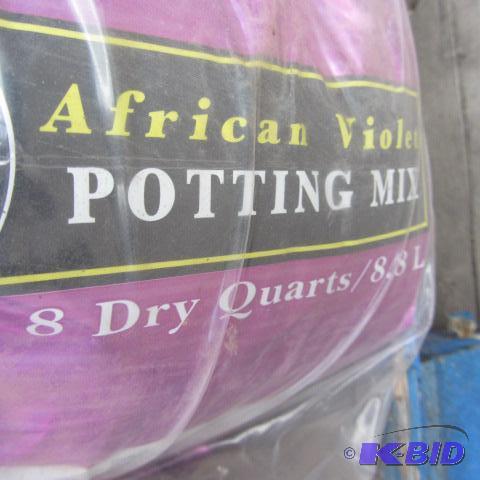 African Violet
POTTING MIX
8 Dry Quarts/8.8 L
© K-BID